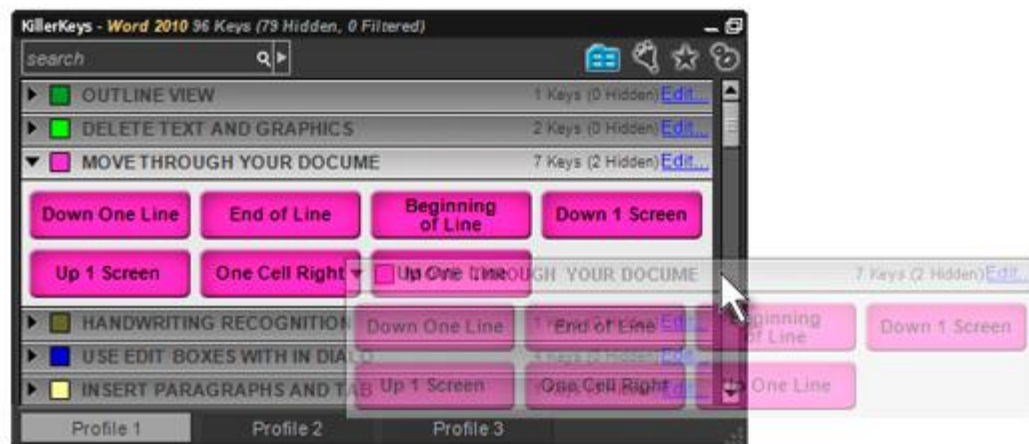 KillerKeys - Word 2010 96 Keys (79 Hidden, 0 Filtered)
search
OUTLINE VIEW 1 Keys (0 Hidden) Edit...
DELETE TEXT AND GRAPHICS 2 Keys (0 Hidden) Edit...
MOVE THROUGH YOUR DOCUME 7 Keys (2 Hidden) Edit...
Down One Line End of Line Beginning of Line Down 1 Screen
Up 1 Screen One Cell Right Up One Line
MOVE THROUGH YOUR DOCUME 7 Keys (2 Hidden) Edit...
HANDWRITING RECOGNITION
Down One Line End of Line Beginning of Line Down 1 Screen
USE EDIT BOXES WITH IN DIALO 4 Keys
INSERT PARAGRAPHS AND TAB
Up 1 Screen One Cell Right Up One Line
Profile 1 Profile 2 Profile 3